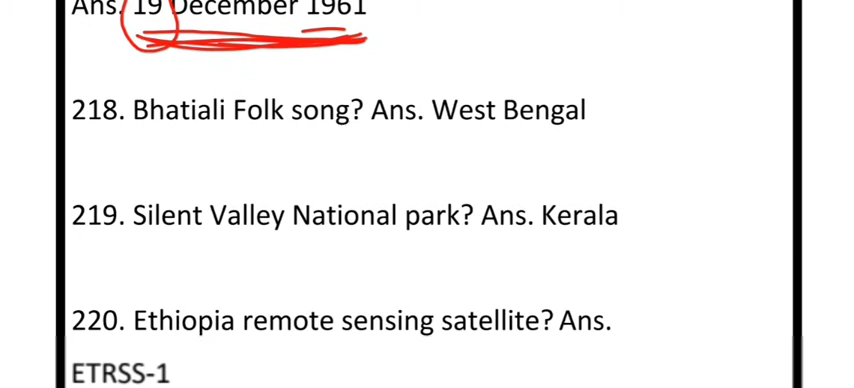 Ans. 19 December 1961
218. Bhatiali Folk song? Ans. West Bengal
219. Silent Valley National park? Ans. Kerala
220. Ethiopia remote sensing satellite? Ans.
ETRSS-1